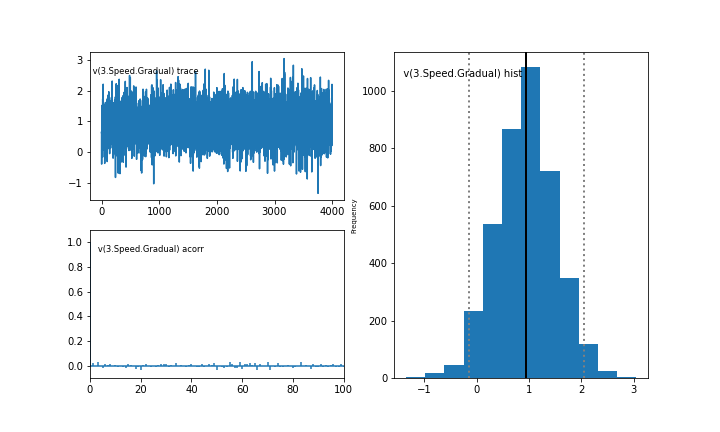 v(3.Speed.Gradual) trace
3
2
1
0
−1
0 1000 2000 3000 4000
v(3.Speed.Gradual) acorr
1.0
0.8
0.6
0.4
0.2
0.0
0 20 40 60 80 100
v(3.Speed.Gradual) hist
Frequency
1000
800
600
400
200
0
−1 0 1 2 3